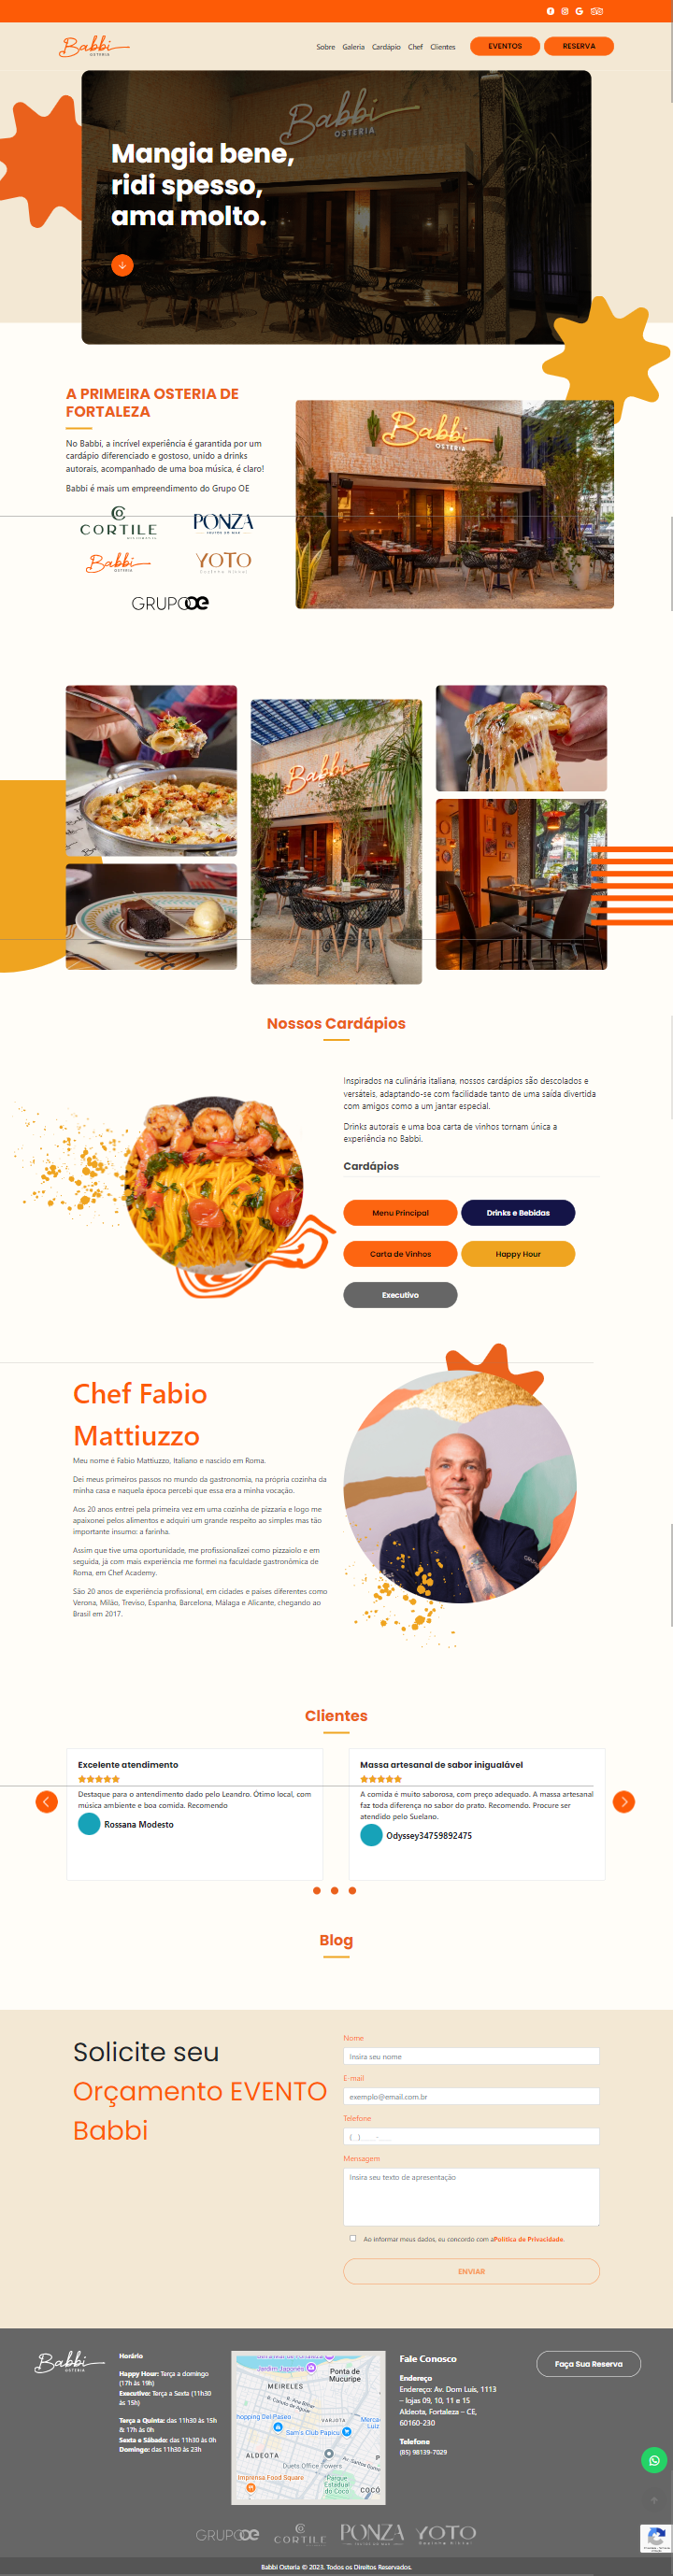 Babbi
OSTERIA
Sobre Galeria Cardápio Chef Clientes EVENTOS RESERVA
Babbi
OSTERIA
Mangia bene,
ridi spesso,
ama molto.
A PRIMEIRA OSTERIA DE
FORTALEZA
No Babbi, a incrível experiência é garantida por um
cardápio diferenciado e gostoso, unido a drinks
autorais, acompanhado de uma boa música, é claro!
Babbi é mais um empreendimento do Grupo OE
CORTILE
PONZA
Babbi
OSTERIA
YOTO
GRUPO OE
Babbi
OSTERIA
Babbi
Nossos Cardápios
Inspirados na culinária italiana, nossos cardápios são descolados e
versáteis, adaptando-se com facilidade tanto de uma saída divertida
com amigos como a um jantar especial.
Drinks autorais e uma boa carta de vinhos tornam única a
experiência no Babbi.
Cardápios
Menu Principal Drinks e Bebidas
Carta de Vinhos Happy Hour
Executivo
Chef Fabio
Mattiuzzo
Meu nome é Fabio Mattiuzzo, Italiano e nascido em Roma.
Dei meus primeiros passos no mundo da gastronomia, na própria cozinha da
minha casa e naquela época percebi que essa era a minha vocação.
Aos 20 anos entrei pela primeira vez em uma cozinha de pizzaria e logo me
apaixonei pelos alimentos e adquiri um grande respeito ao simples mas tão
importante insumo: a farinha.
Assim que tive uma oportunidade, me profissionalizei como pizzaiolo e em
seguida, já com mais experiência me formei na faculdade gastronômica de
Roma, em Chef Academy.
São 20 anos de experiência profissional, em cidades e países diferentes como
Verona, Milão, Treviso, Espanha, Barcelona, Málaga e Alicante, chegando ao
Brasil em 2017.
Clientes
Excelente atendimento
Destaque para o antendimento dado pelo Leandro. Ótimo local, com
música ambiente e boa comida. Recomendo
Rossana Modesto
Massa artesanal de sabor inigualável
A comida é muito saborosa, com preço adequado. A massa artesanal
faz toda diferença no sabor do prato. Recomendo. Procure ser
atendido pelo Suelano.
Odyssey34759892475
Blog
Solicite seu
Orçamento EVENTO
Babbi
Nome
Insira seu nome
E-mail
exemplo@email.com.br
Telefone
(__) _____-____
Mensagem
Insira seu texto de apresentação
Ao informar meus dados, eu concordo com aPolítica de Privacidade.
ENVIAR
Babbi
OSTERIA
Horário
Happy Hour: Terça a domingo
(17h às 19h)
Executivo: Terça a Sexta (11h30
às 15h)
Terça a Quinta: das 11h30 às 15h
& 17h às 0h
Sexta e Sábado: das 11h30 às 0h
Domingo: das 11h30 às 23h
Jardim Japonês
Ponta de
Mucuripe
MEIRELES
hopping Del Paseo
VARJOTA
Merca
Luiz
Sam's Club Papicu
ALDEOTA
Duets Office Towers
Av. Santos Dumont
Imprensa Food Square
Parque
Estadual
do Cocó
COCÓ
Fale Conosco
Endereço
Endereço: Av. Dom Luís, 1113
– lojas 09, 10, 11 e 15
Aldeota, Fortaleza – CE,
60160-230
Telefone
(85) 98139-7029
Faça Sua Reserva
GRUPO OE CORTILE PONZA YOTO
Babbi Osteria © 2023. Todos os Direitos Reservados.